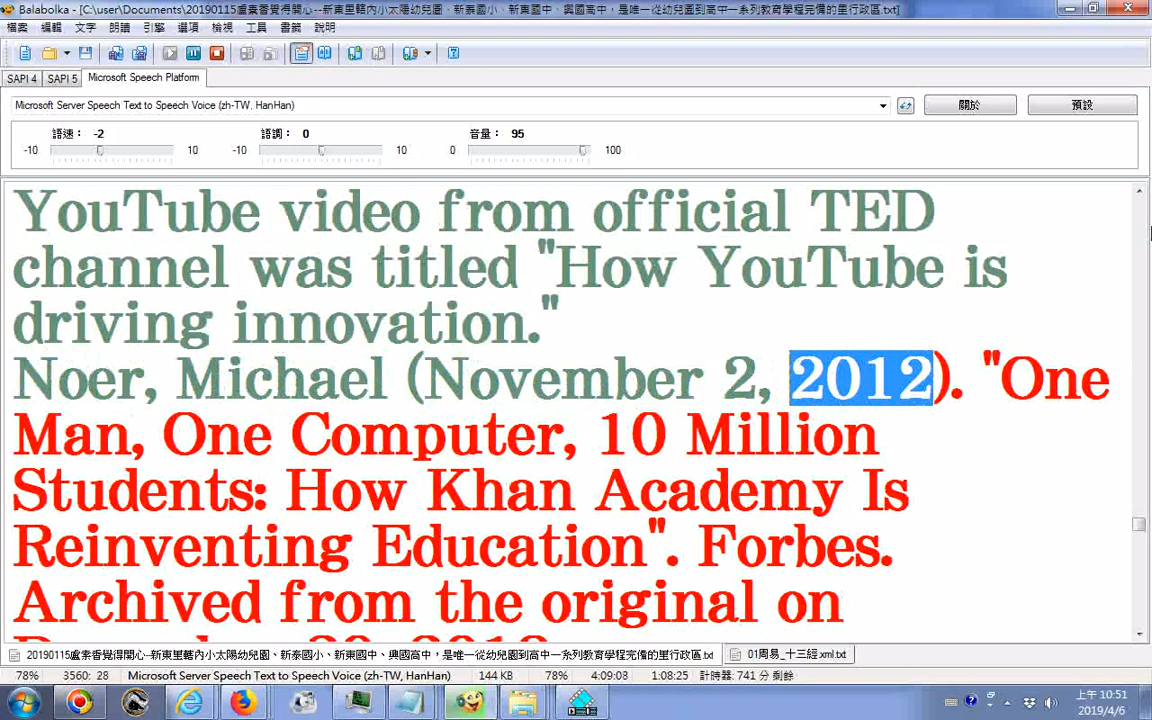 Balabolka - [C:\user\Documents\20190115盧素香覺得開心--新東里轄內小太陽幼兒園、新泰國小、新東國中、興國高中，是唯一從幼兒園到高中一系列教育學程完備的里行政區.txt]
檔案 編輯 文字 朗讀 引擎 選項 檢視 工具 書籤 說明
SAPI 4 SAPI 5 Microsoft Speech Platform
Microsoft Server Speech Text to Speech Voice (zh-TW, HanHan) 關於 預設
語速： -2 語調： 0 音量： 95
-10 10 -10 10 0 100
YouTube video from official TED
channel was titled "How YouTube is
driving innovation."
Noer, Michael (November 2, 2012). "One
Man, One Computer, 10 Million
Students: How Khan Academy Is
Reinventing Education". Forbes.
Archived from the original on
20190115盧素香覺得開心--新東里轄內小太陽幼兒園、新泰國小、新東國中、興國高中，是唯一從幼兒園到高中一系列教育學程完備的里行政區.txt 01周易_十三經.xml.txt
78% 3560: 28 Microsoft Server Speech Text to Speech Voice (zh-TW, HanHan) 144 KB 78% 4:09:08 1:08:25 計時器: 741 分 剩餘
上午 10:51
2019/4/6